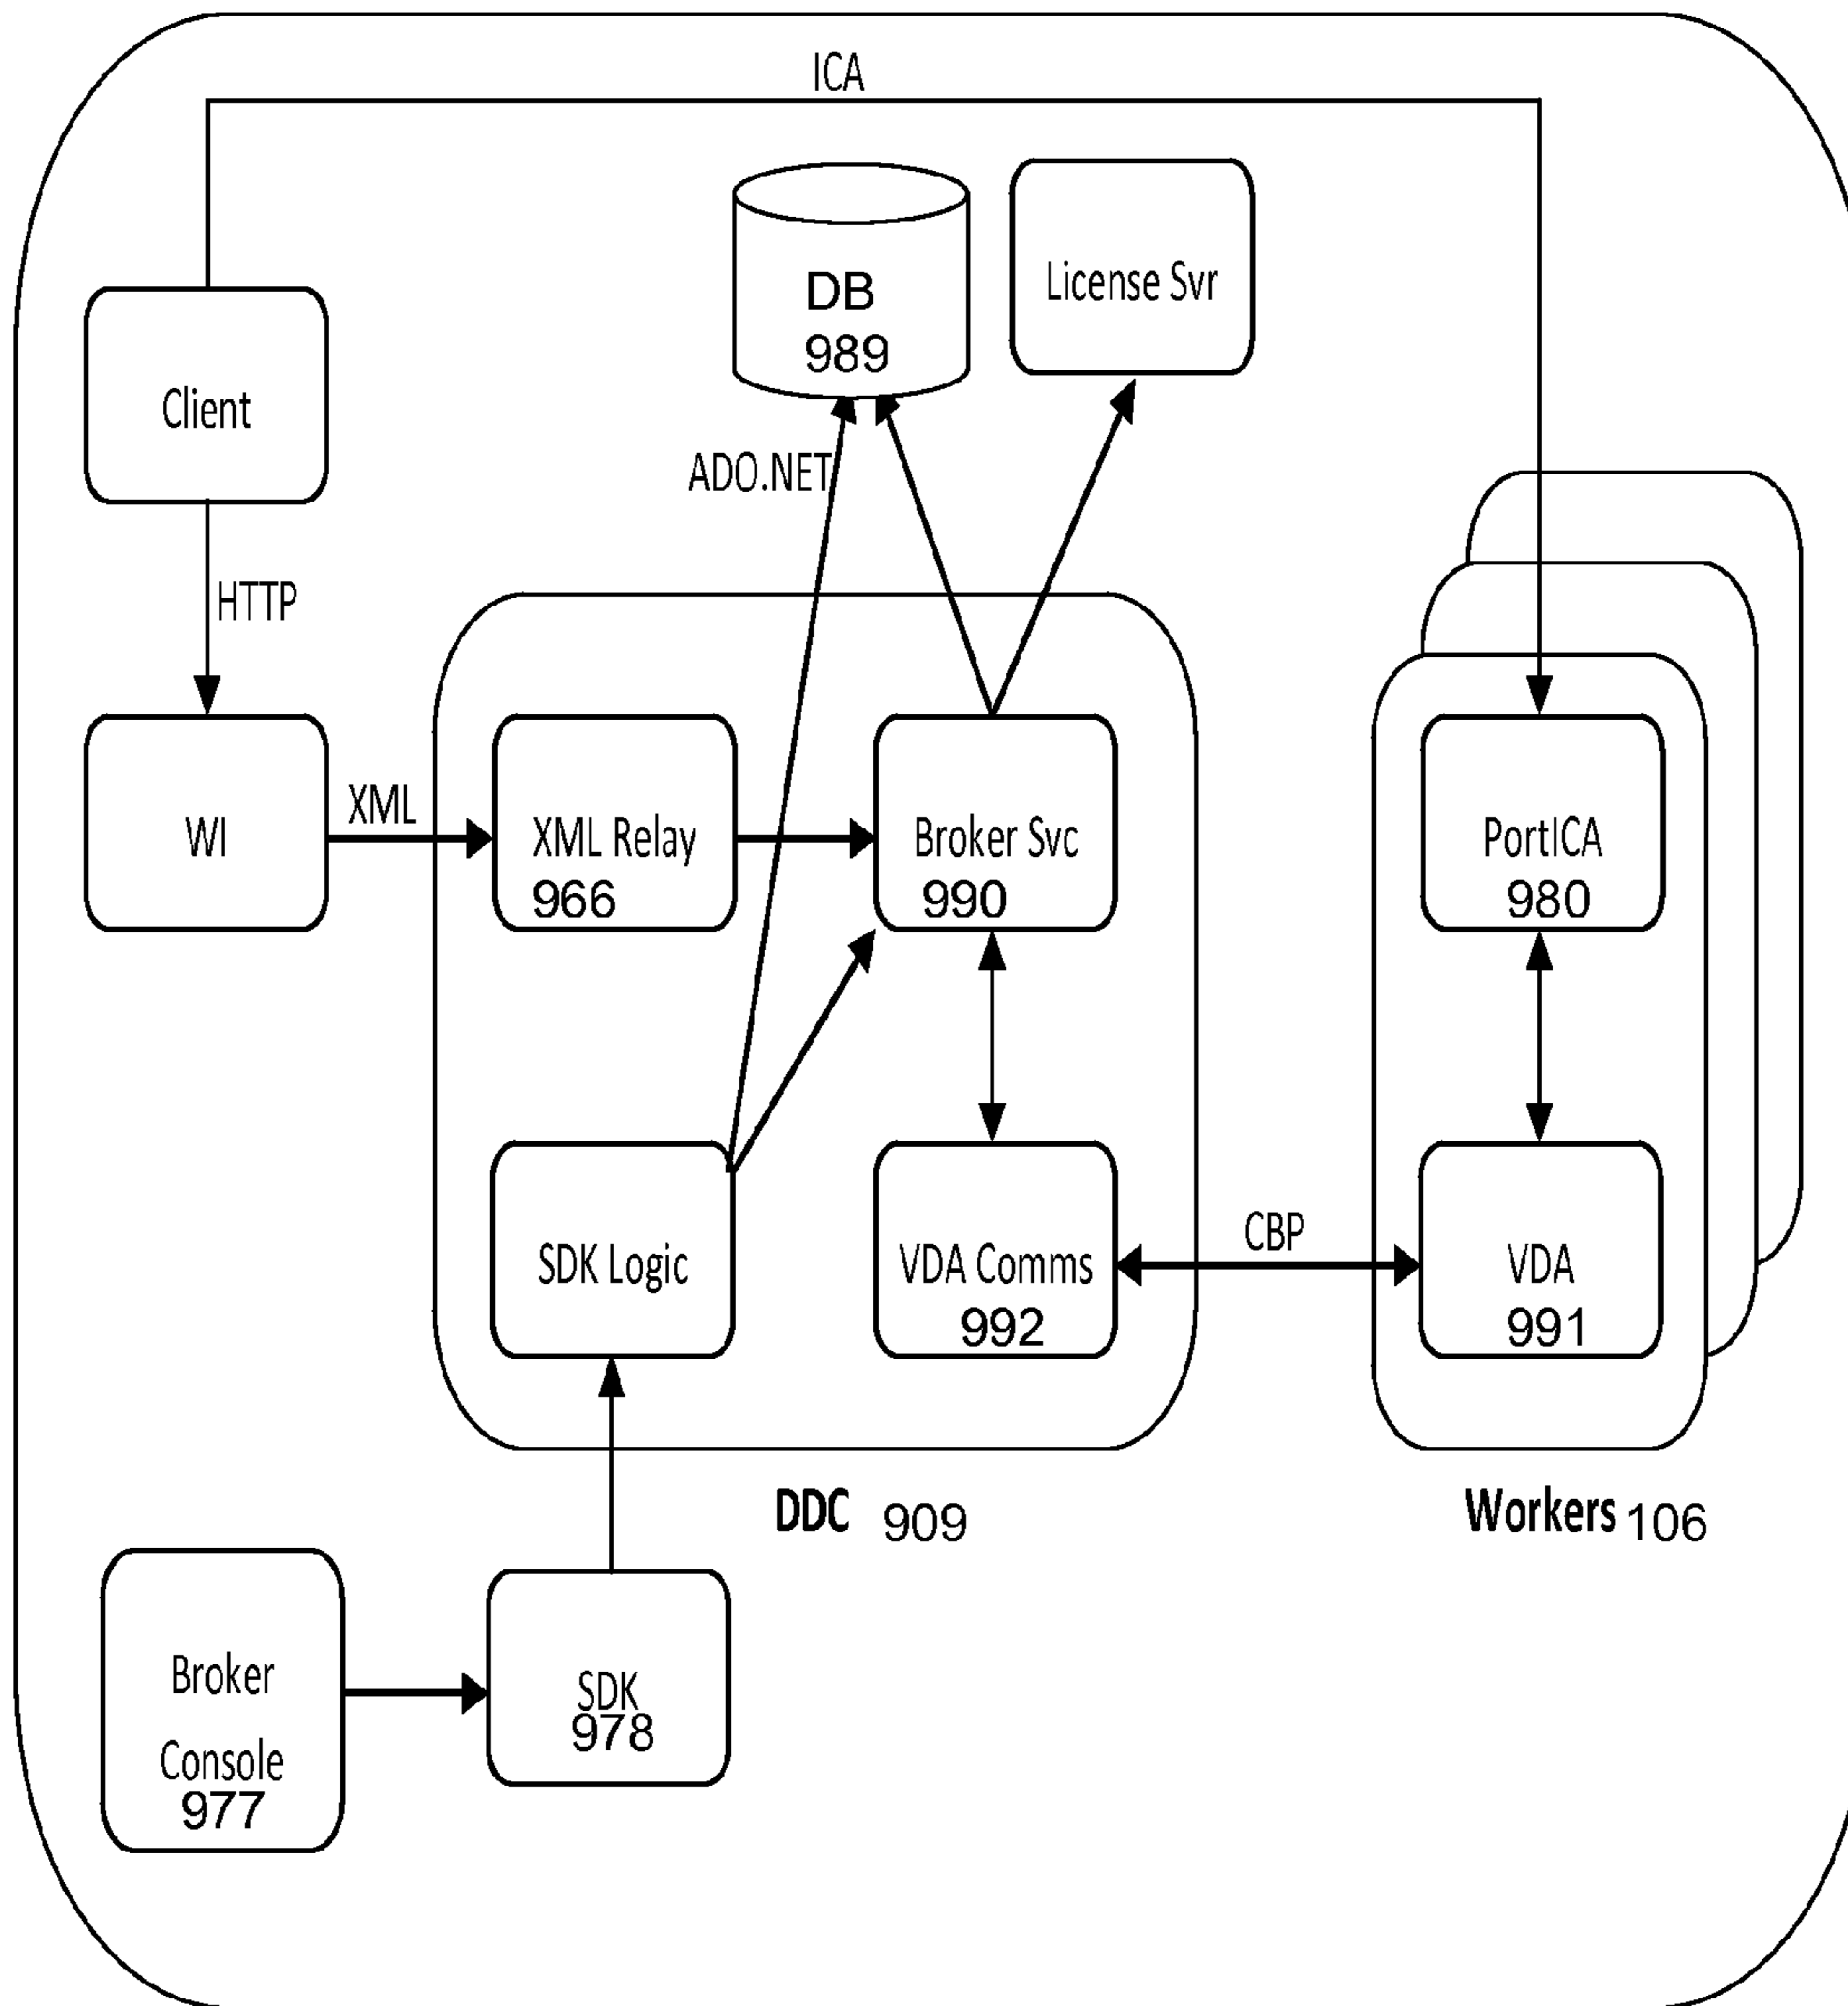 ICA
DB
989
License Svr
Client
ADO.NET
HTTP
WI
XML
XML Relay
966
Broker Svc
990
PortICA
980
SDK Logic
VDA Comms
992
CBP
VDA
991
DDC 909
Workers 106
Broker
Console
977
SDK
978